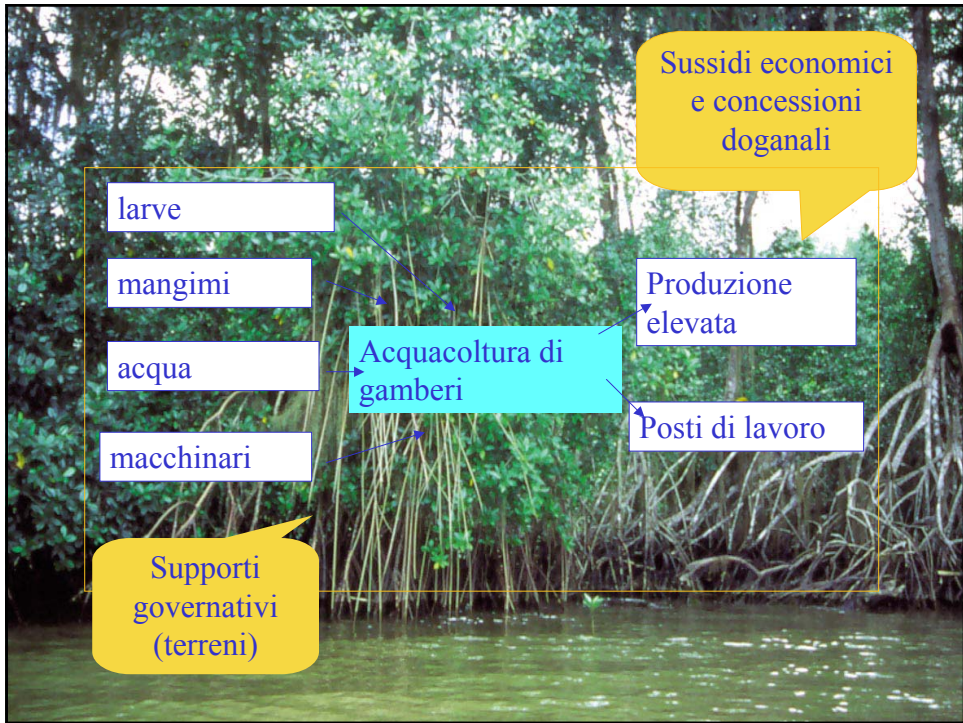 Sussidi economici
e concessioni
doganali
larve
mangimi
acqua
macchinari
Acquacoltura di
gamberi
Produzione
elevata
Posti di lavoro
Supporti
governativi
(terreni)